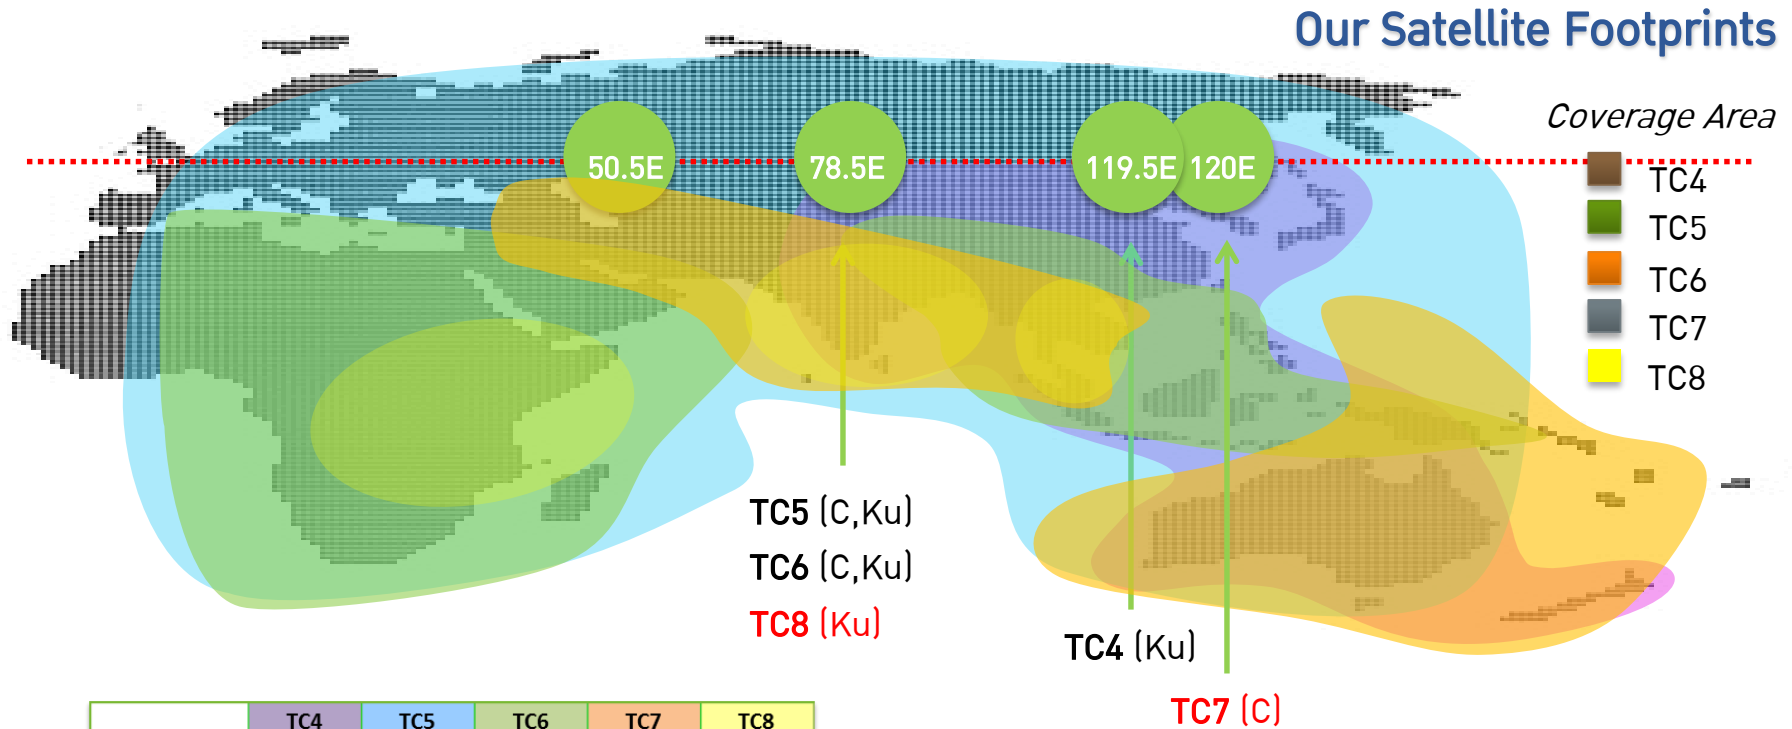 Our Satellite Footprints
Coverage Area
TC4
TC5
TC6
TC7
TC8
50.5E
78.5E
119.5E
120E
TC5 (C,Ku)
TC6 (C,Ku)
TC8 (Ku)
TC4 (Ku)
TC7 (C)
TC4 TC5 TC6 TC7 TC8